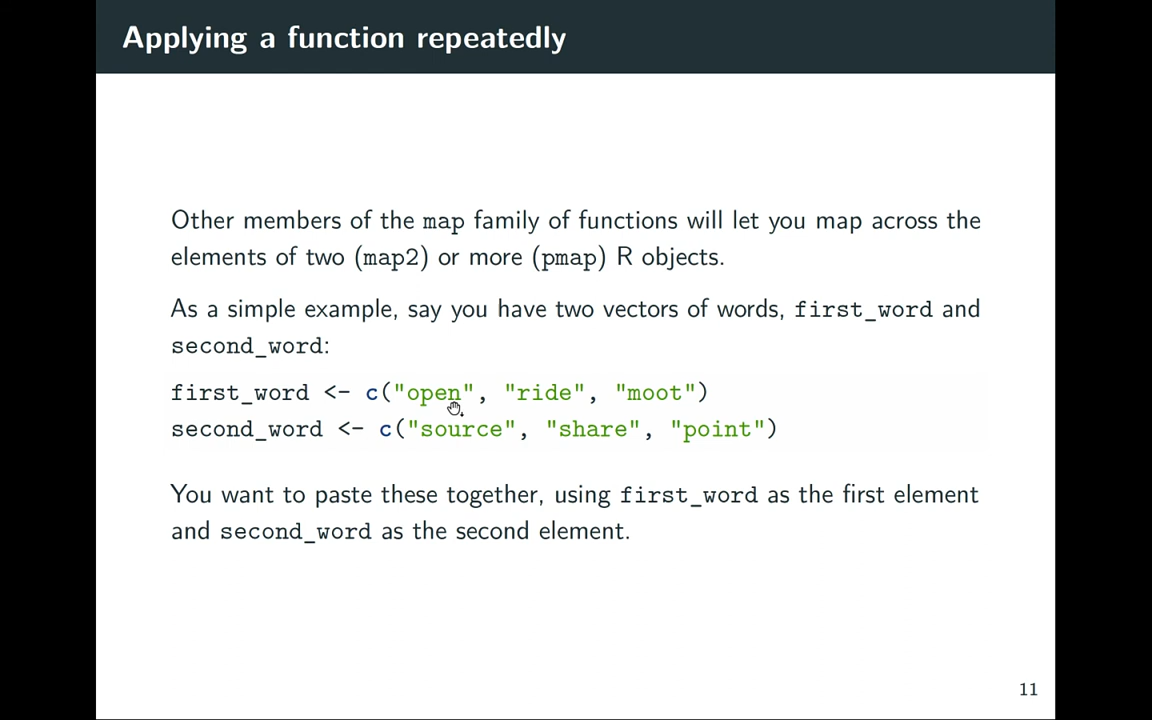 Applying a function repeatedly
Other members of the map family of functions will let you map across the
elements of two (map2) or more (pmap) R objects.
As a simple example, say you have two vectors of words, first_word and
second_word:
first_word <- c("open", "ride", "moot")
second_word <- c("source", "share", "point")
You want to paste these together, using first_word as the first element
and second_word as the second element.
11